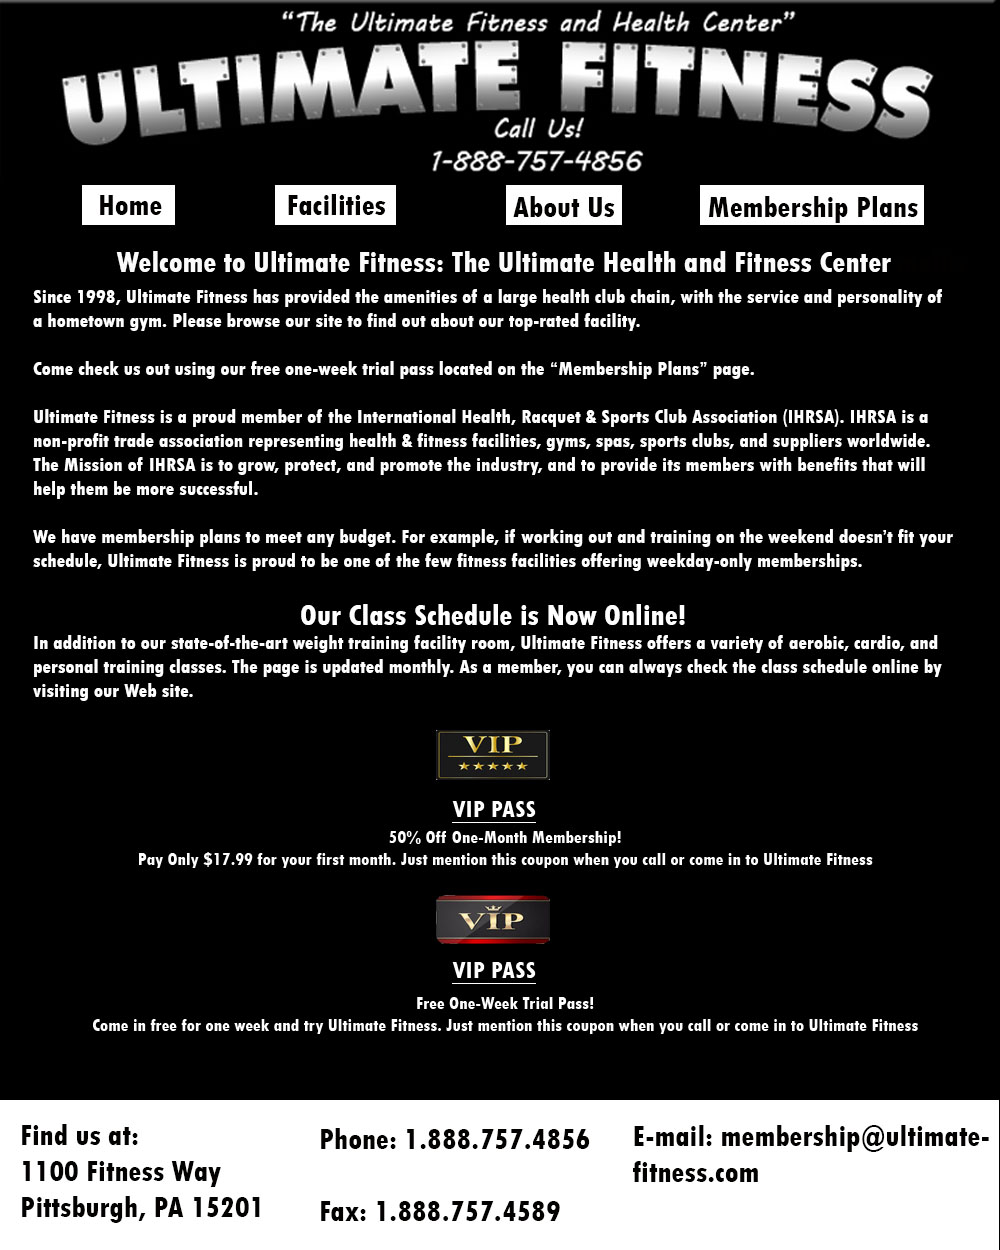 “The Ultimate Fitness and Health Center”
ULTIMATE FITNESS
Call Us!
1-888-757-4856
Home Facilities About Us Membership Plans
Welcome to Ultimate Fitness: The Ultimate Health and Fitness Center
Since 1998, Ultimate Fitness has provided the amenities of a large health club chain, with the service and personality of
a hometown gym. Please browse our site to find out about our top-rated facility.
Come check us out using our free one-week trial pass located on the “Membership Plans” page.
Ultimate Fitness is a proud member of the International Health, Racquet & Sports Club Association (IHRSA). IHRSA is a
non-profit trade association representing health & fitness facilities, gyms, spas, sports clubs, and suppliers worldwide.
The Mission of IHRSA is to grow, protect, and promote the industry, and to provide its members with benefits that will
help them be more successful.
We have membership plans to meet any budget. For example, if working out and training on the weekend doesn’t fit your
schedule, Ultimate Fitness is proud to be one of the few fitness facilities offering weekday-only memberships.
Our Class Schedule is Now Online!
In addition to our state-of-the-art weight training facility room, Ultimate Fitness offers a variety of aerobic, cardio, and
personal training classes. The page is updated monthly. As a member, you can always check the class schedule online by
visiting our Web site.
VIP
VIP PASS
50% Off One-Month Membership!
Pay Only $17.99 for your first month. Just mention this coupon when you call or come in to Ultimate Fitness
VIP
VIP PASS
Free One-Week Trial Pass!
Come in free for one week and try Ultimate Fitness. Just mention this coupon when you call or come in to Ultimate Fitness
Find us at:
1100 Fitness Way
Pittsburgh, PA 15201
Phone: 1.888.757.4856
Fax: 1.888.757.4589
E-mail: membership@ultimate-
fitness.com